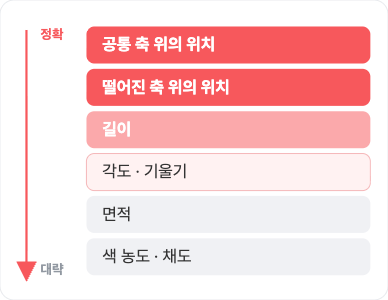 정확
공통 축 위의 위치
떨어진 축 위의 위치
길이
각도 · 기울기
면적
색 농도 · 채도
대략